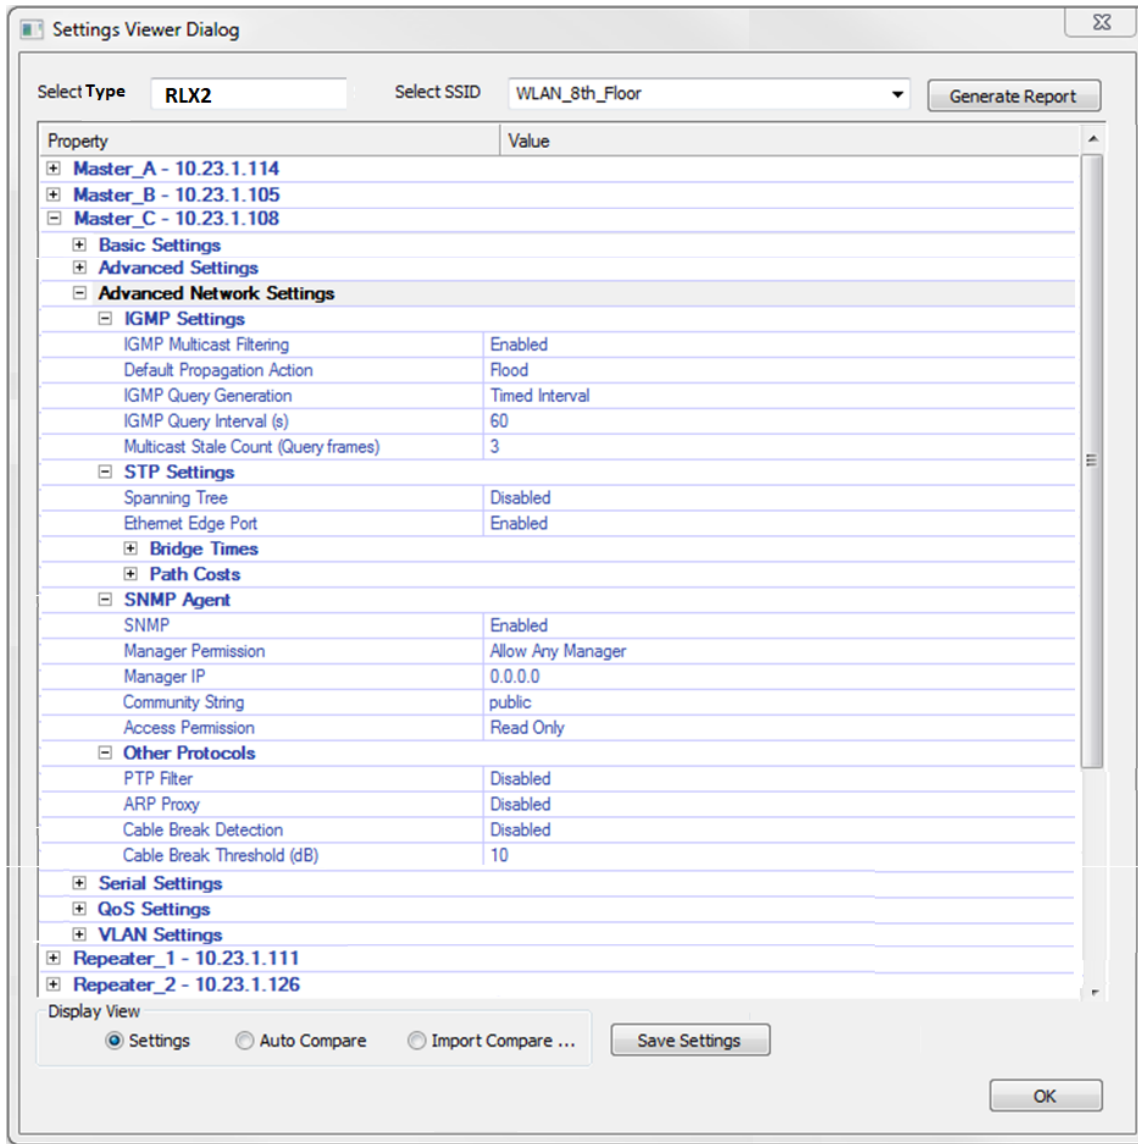 Settings Viewer Dialog
Select Type RLX2 Select SSID WLAN_8th_Floor Generate Report
Property Value
Master_A - 10.23.1.114
Master_B - 10.23.1.105
Master_C - 10.23.1.108
Basic Settings
Advanced Settings
Advanced Network Settings
IGMP Settings
IGMP Multicast Filtering Enabled
Default Propagation Action Flood
IGMP Query Generation Timed Interval
IGMP Query Interval (s) 60
Multicast Stale Count (Query frames) 3
STP Settings
Spanning Tree Disabled
Ethernet Edge Port Enabled
Bridge Times
Path Costs
SNMP Agent
SNMP Enabled
Manager Permission Allow Any Manager
Manager IP 0.0.0.0
Community String public
Access Permission Read Only
Other Protocols
PTP Filter Disabled
ARP Proxy Disabled
Cable Break Detection Disabled
Cable Break Threshold (dB) 10
Serial Settings
QoS Settings
VLAN Settings
Repeater_1 - 10.23.1.111
Repeater_2 - 10.23.1.126
Display View
Settings Auto Compare Import Compare ... Save Settings
OK